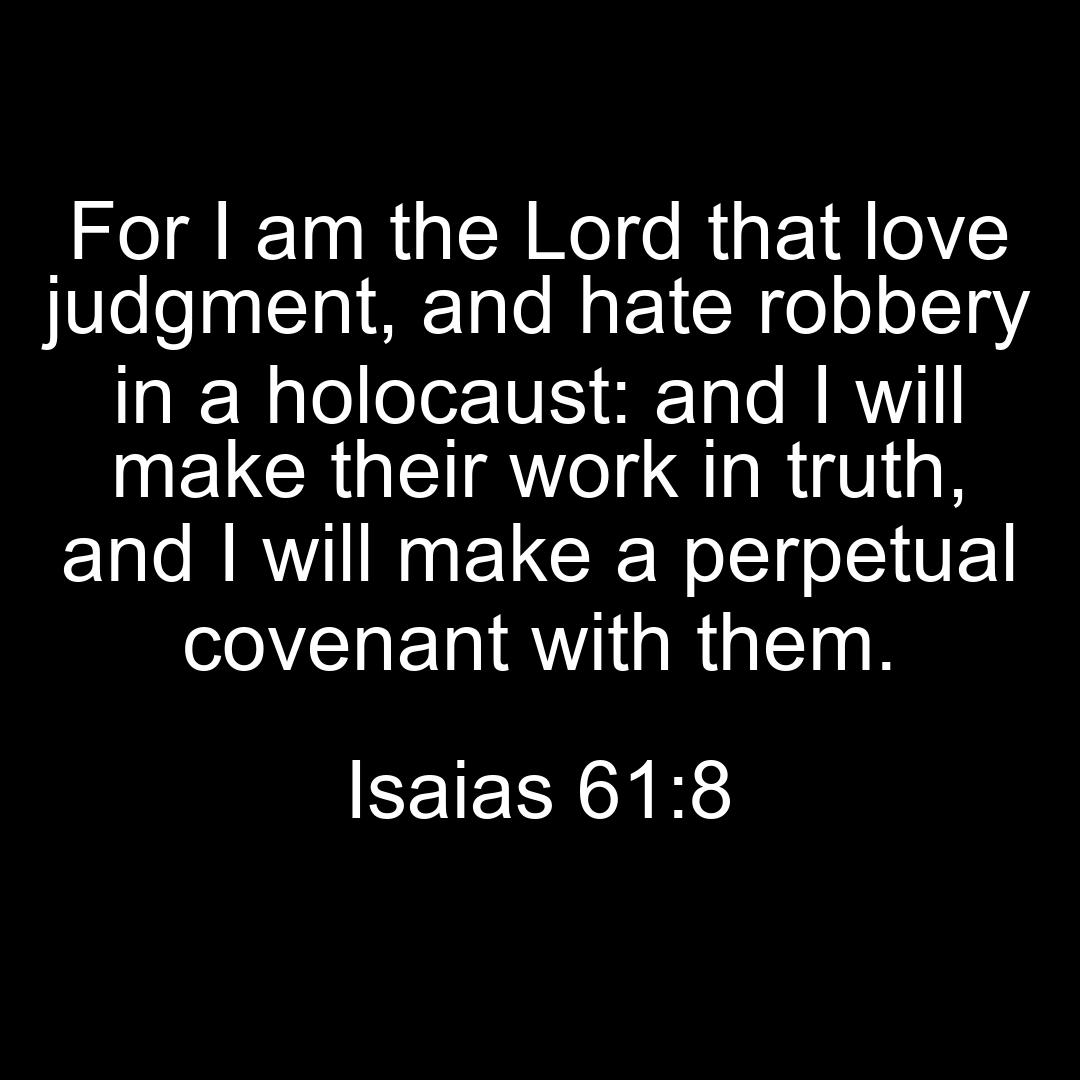 For I am the Lord that love
judgment, and hate robbery
in a holocaust: and I will
make their work in truth,
and I will make a perpetual
covenant with them.
Isaias 61:8